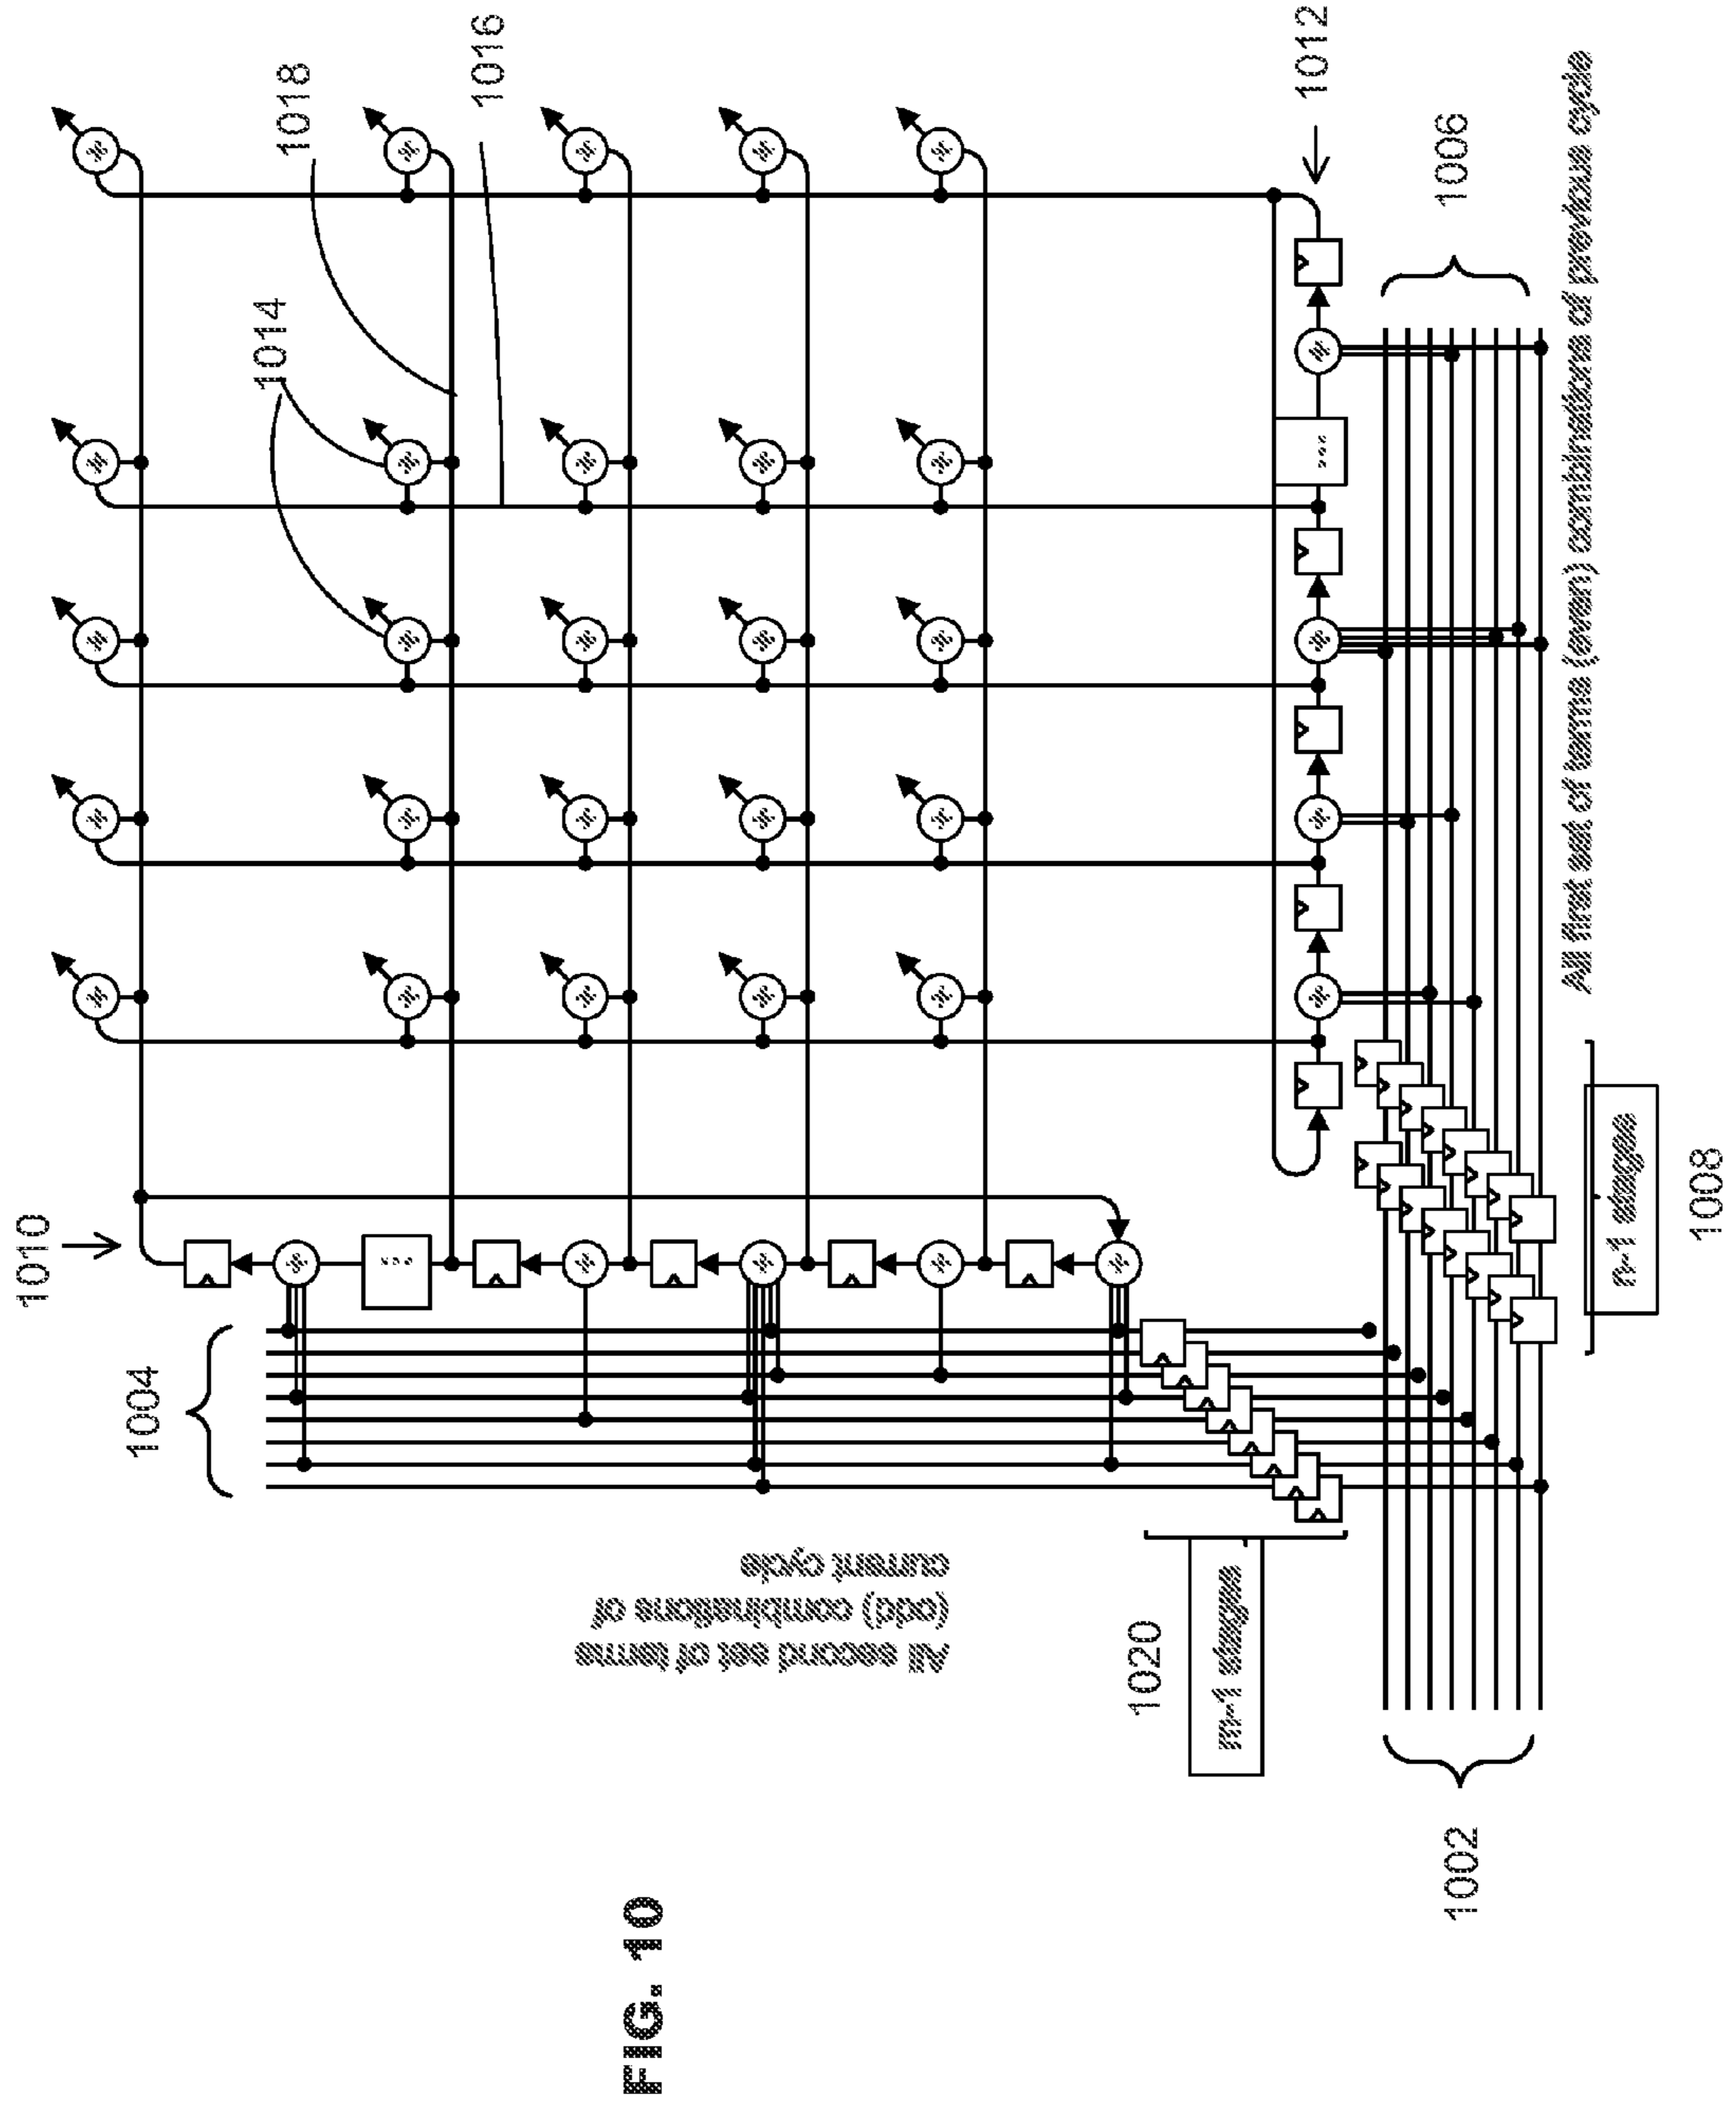 FIG. 10
1002
1004
1006
1008
1010
1012
1014
1016
1018
1020
m-1 stages
n-1 stages
All second set of terms
(odd) combinations of
current cycle
All first set of terms (even) combinations of previous cycle
...
...